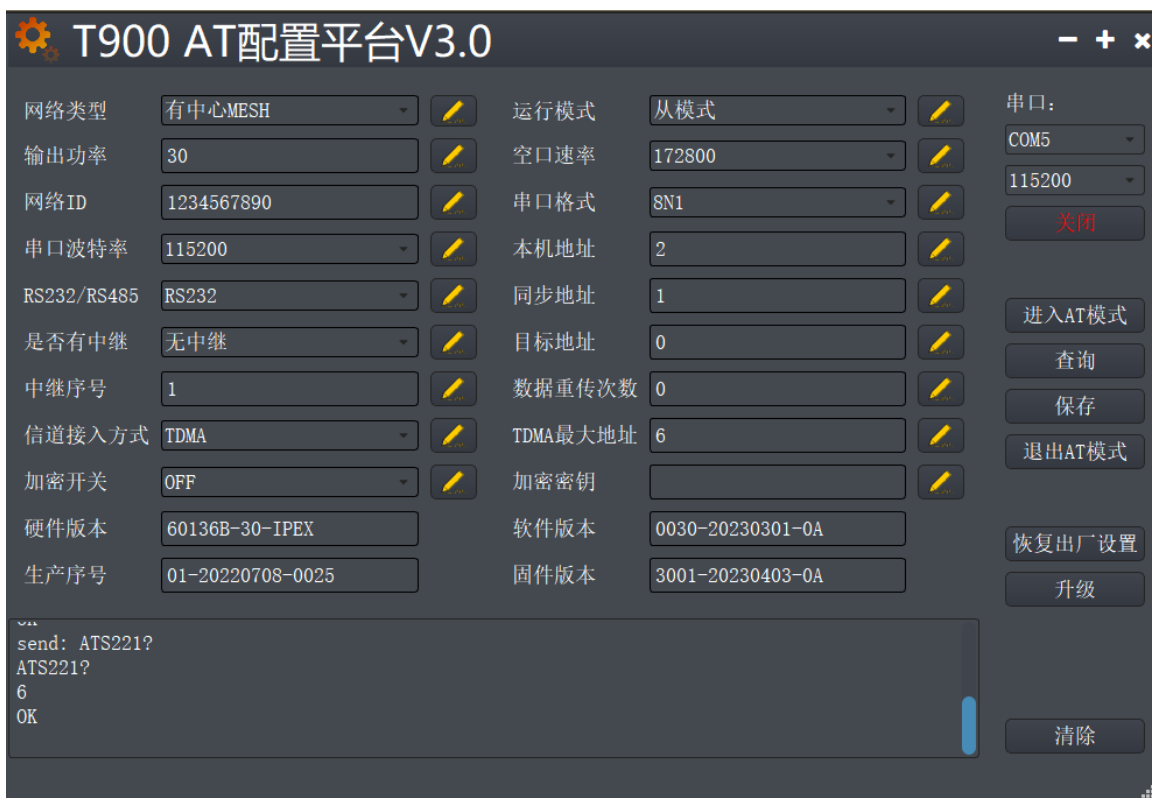 T900 AT配置平台V3.0
网络类型 有中心MESH 运行模式 从模式 串口:
输出功率 30 空口速率 172800 COM5
网络ID 1234567890 串口格式 8N1 115200
串口波特率 115200 本机地址 2 关闭
RS232/RS485 RS232 同步地址 1 进入AT模式
是否有中继 无中继 目标地址 0 查询
中继序号 1 数据重传次数 0 保存
信道接入方式 TDMA TDMA最大地址 6 退出AT模式
加密开关 OFF 加密密钥
硬件版本 60136B-30-IPEX 软件版本 0030-20230301-0A 恢复出厂设置
生产序号 01-20220708-0025 固件版本 3001-20230403-0A 升级
send: ATS221?
ATS221?
6
OK
清除